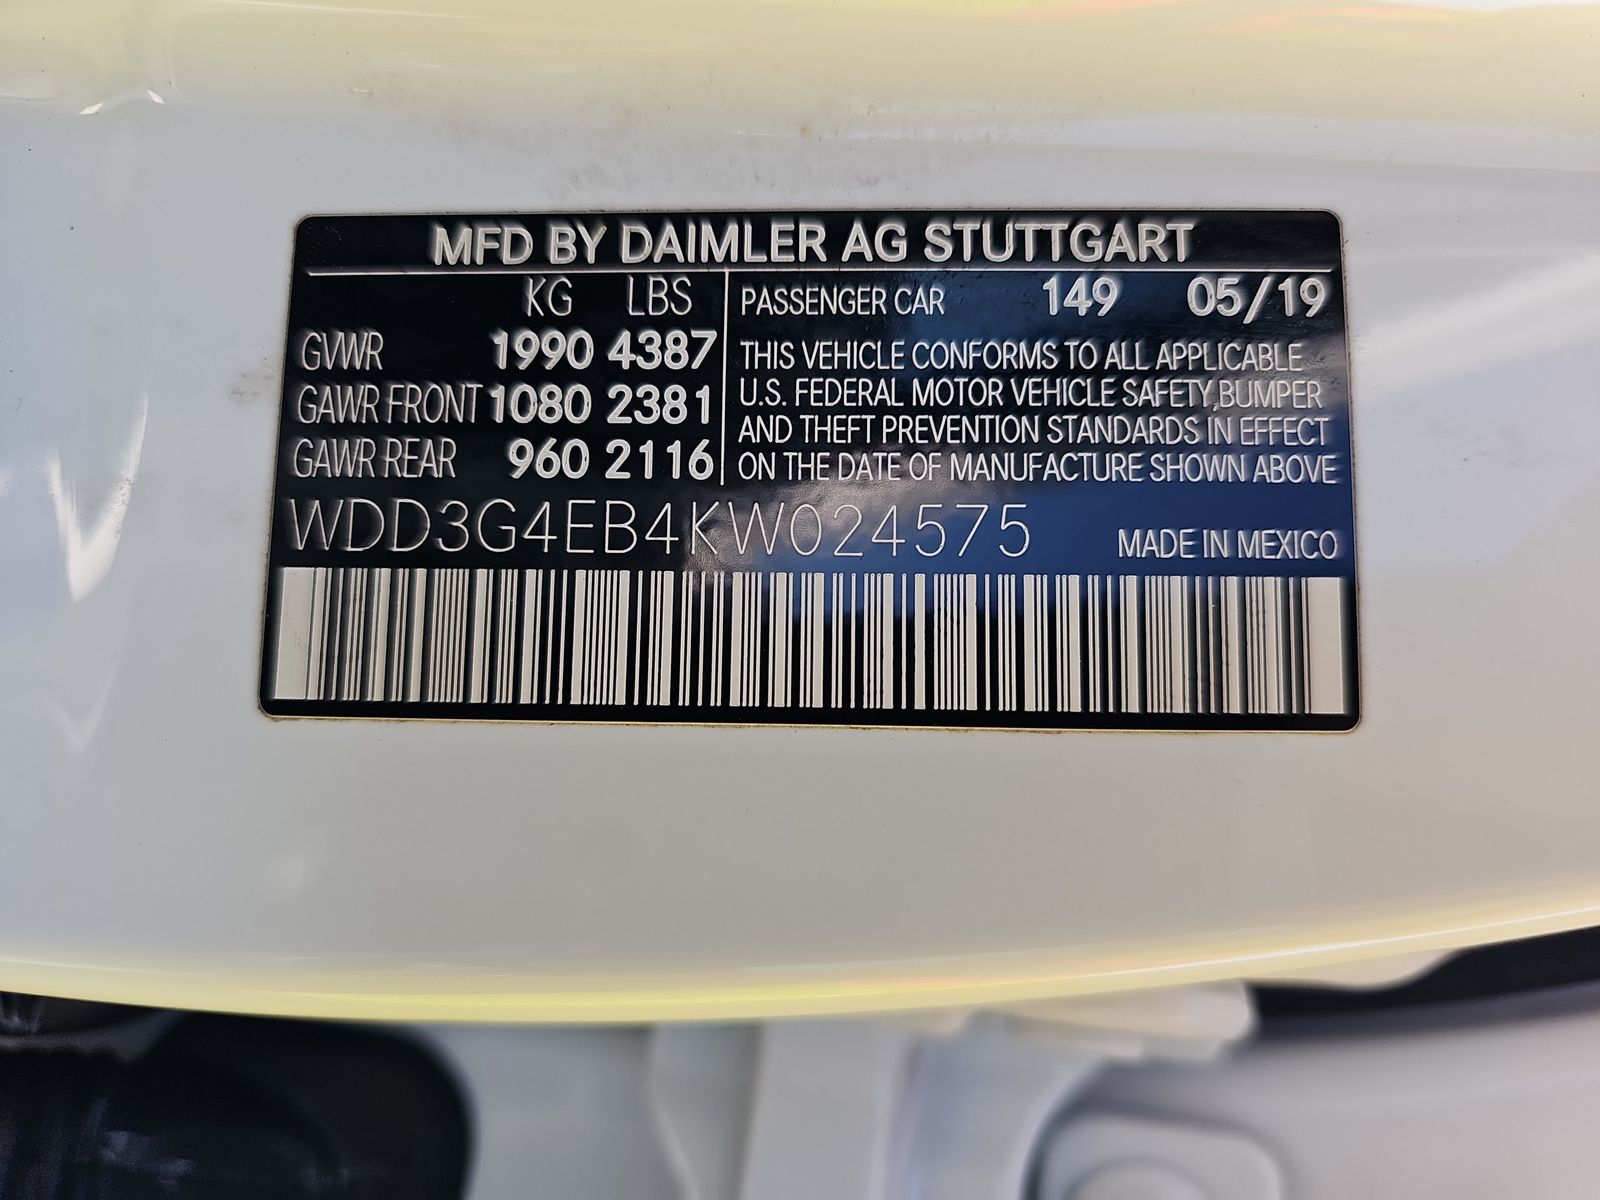 MFD BY DAIMLER AG STUTTGART
KG LBS
GVWR 1990 4387
GAWR FRONT 1080 2381
GAWR REAR 960 2116
PASSENGER CAR 149 05/19
THIS VEHICLE CONFORMS TO ALL APPLICABLE
U.S. FEDERAL MOTOR VEHICLE SAFETY, BUMPER
AND THEFT PREVENTION STANDARDS IN EFFECT
ON THE DATE OF MANUFACTURE SHOWN ABOVE
WDD3G4EB4KW024575
MADE IN MEXICO